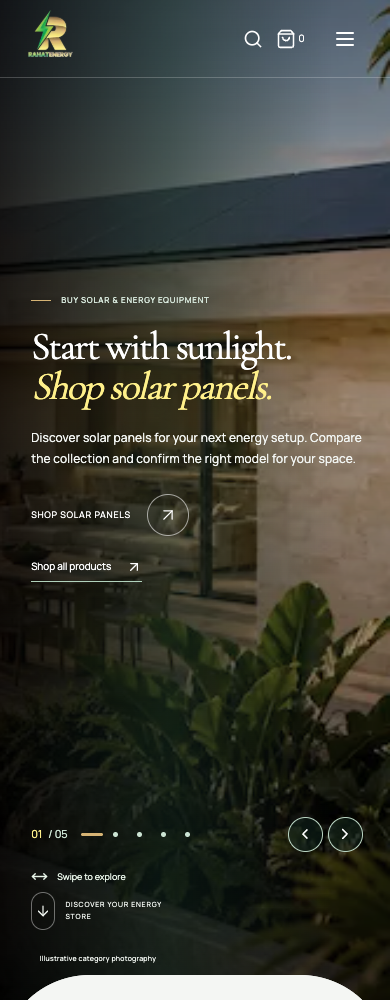 RAHATENERGY
0
BUY SOLAR & ENERGY EQUIPMENT
Start with sunlight.
Shop solar panels.
Discover solar panels for your next energy setup. Compare
the collection and confirm the right model for your space.
SHOP SOLAR PANELS
Shop all products
01 / 05
Swipe to explore
DISCOVER YOUR ENERGY
STORE
Illustrative category photography